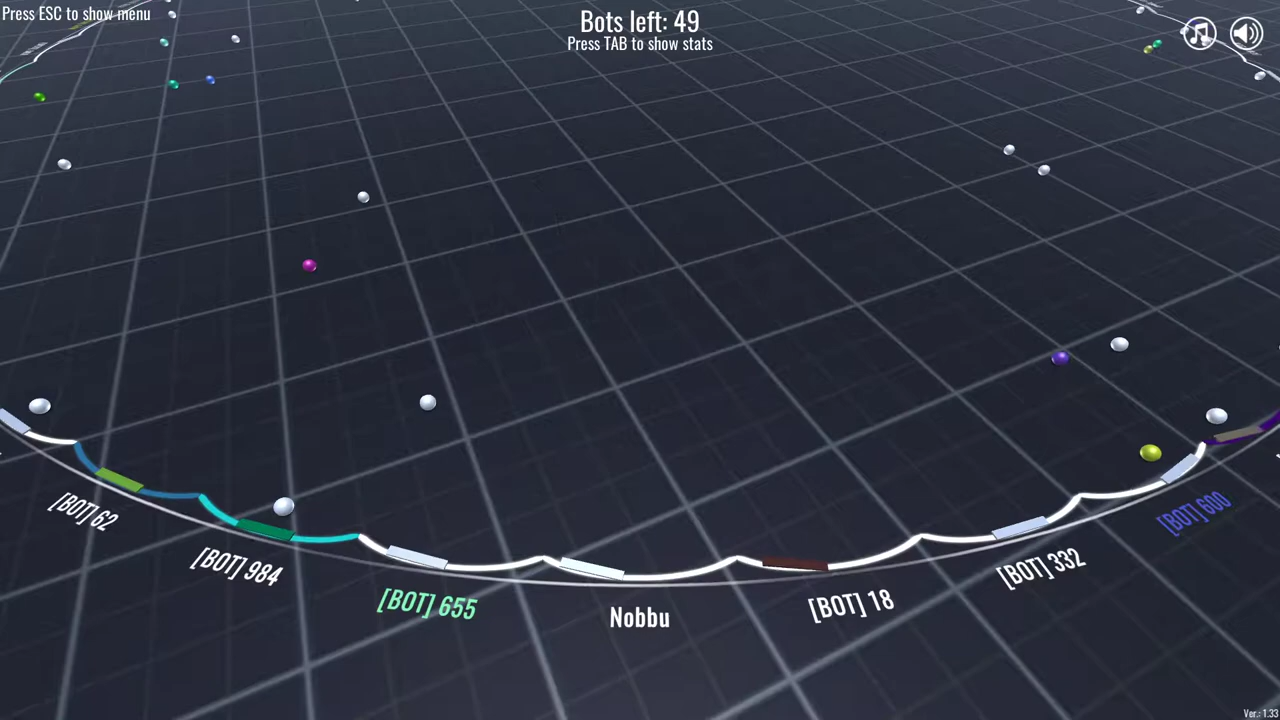 Press ESC to show menu
Bots left: 49
Press TAB to show stats
[BOT] 62
[BOT] 984
[BOT] 655
Nobbu
[BOT] 18
[BOT] 332
[BOT] 600
Ver.: 1.33